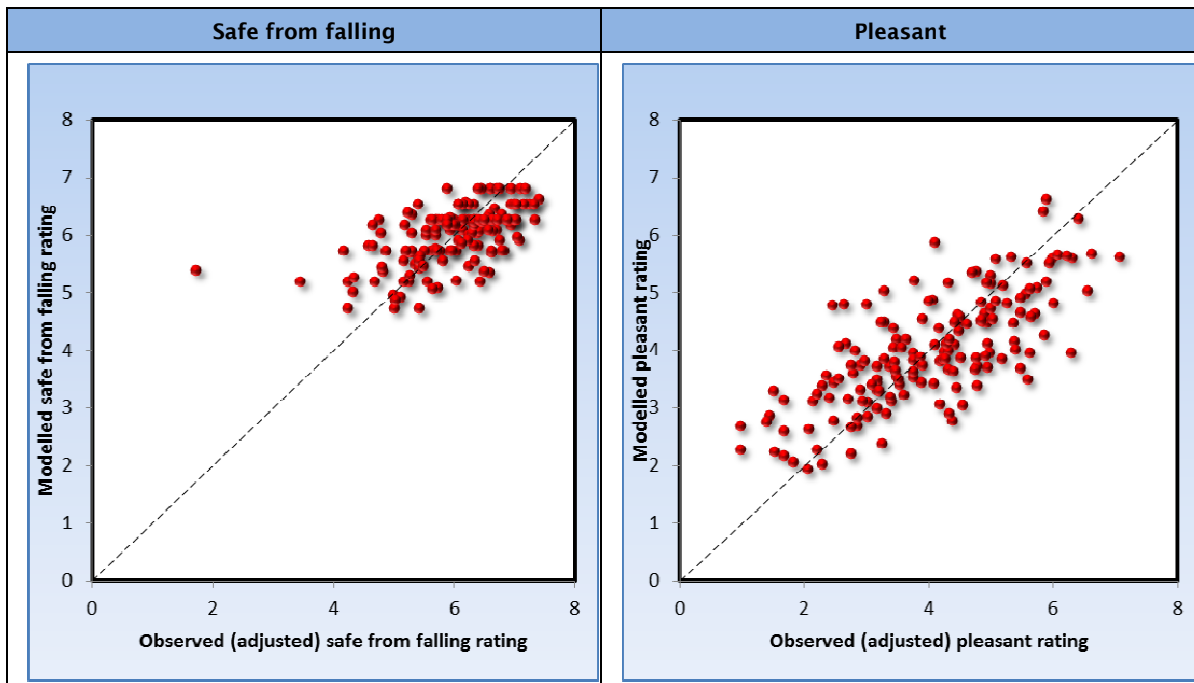 Safe from falling
Pleasant
8
7
6
5
4
3
2
1
0
Modelled safe from falling rating
0 2 4 6 8
Observed (adjusted) safe from falling rating
8
7
6
5
4
3
2
1
0
Modelled pleasant rating
0 2 4 6 8
Observed (adjusted) pleasant rating